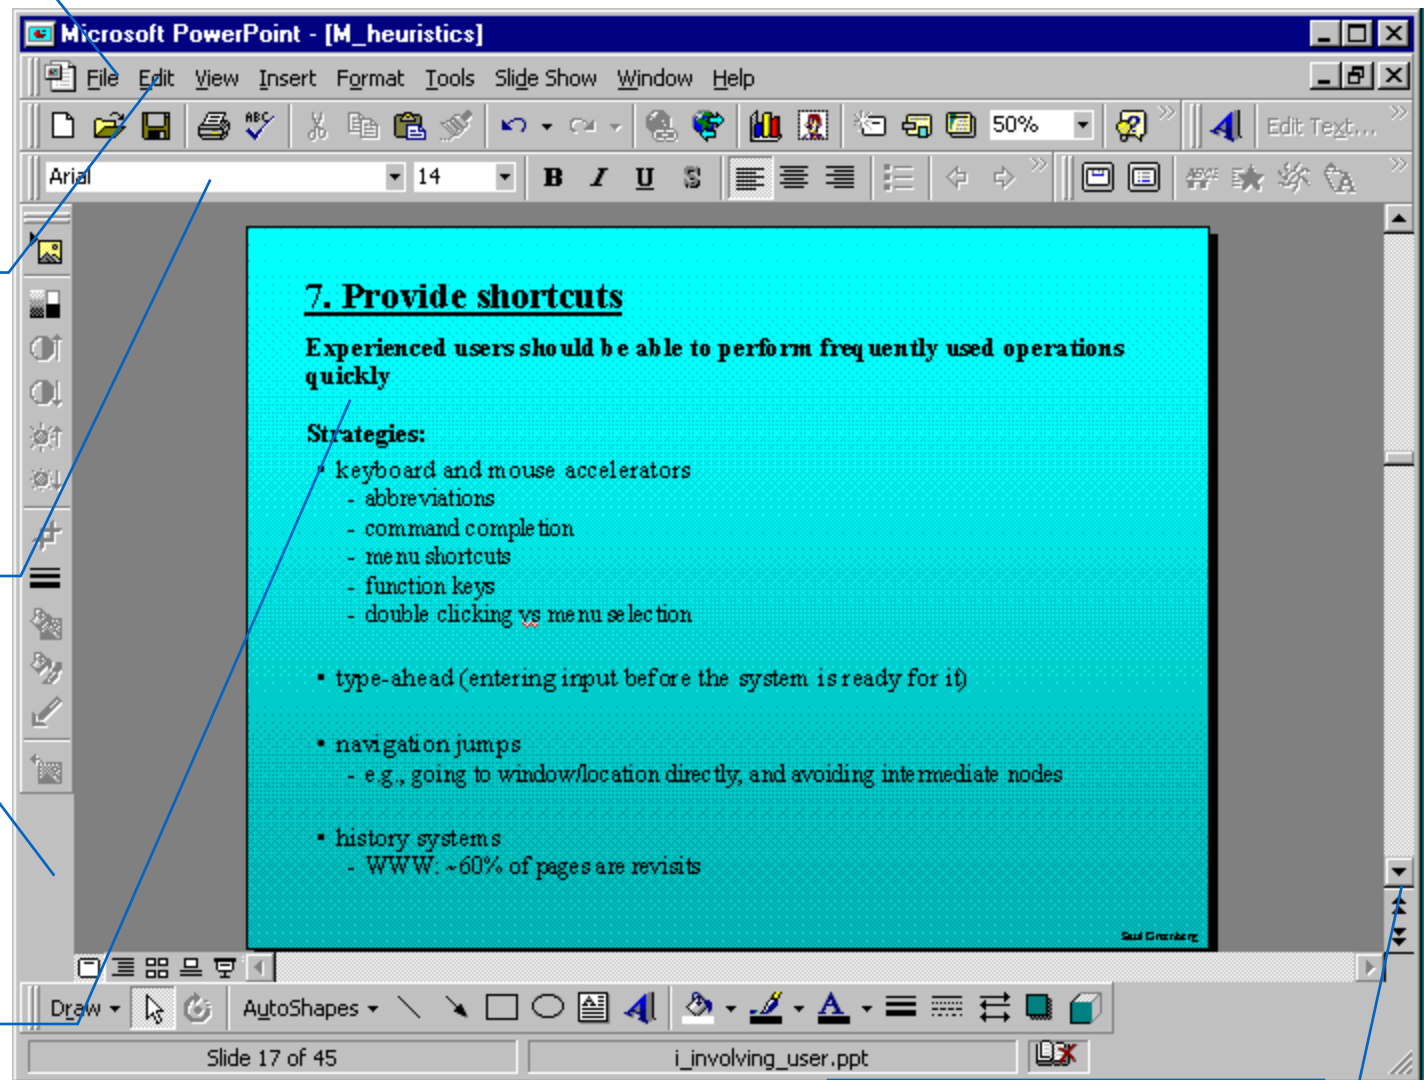 Microsoft PowerPoint - [M_heuristics]
File Edit View Insert Format Tools Slide Show Window Help
ABC 50% Edit Text...
Arial 14 B I U S
7. Provide shortcuts
Experienced users should be able to perform frequently used operations
quickly
Strategies:
▪ keyboard and mouse accelerators
- abbreviations
- command completion
- menu shortcuts
- function keys
- double clicking vs menu selection
▪ type-ahead (entering input before the system is ready for it)
▪ navigation jumps
- e.g., going to window/location directly, and avoiding intermediate nodes
▪ history systems
- WWW: ~60% of pages are revisits
Saul Greenberg
Draw AutoShapes
Slide 17 of 45 i_involving_user.ppt